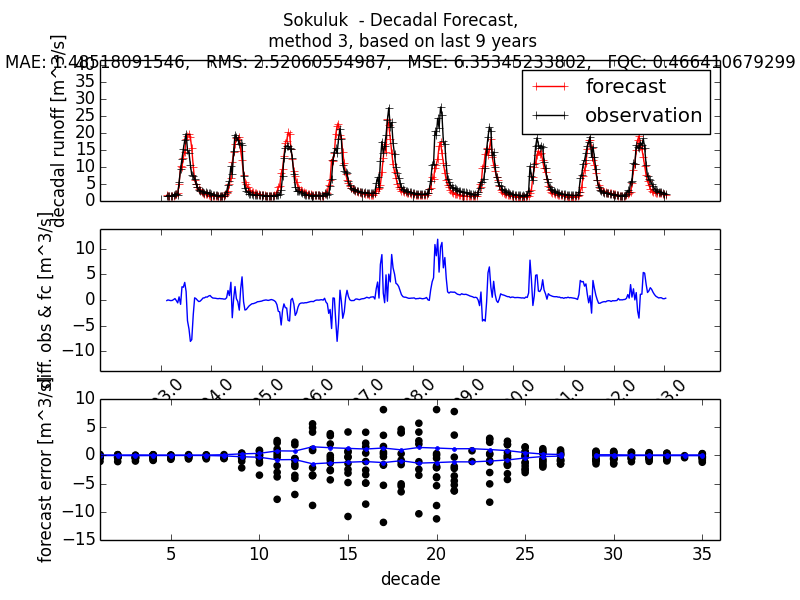 Sokuluk - Decadal Forecast,
method 3, based on last 9 years
MAE: 1.48518091546, RMS: 2.52060554987, MSE: 6.35345233802, FQC: 0.466410679299
decadal runoff [m^3/s]
40
35
30
25
20
15
10
5
0
forecast
observation
diff. obs & fc [m^3/s]
10
5
0
−5
−10
forecast error [m^3/s]
10
5
0
−5
−10
−15
5 10 15 20 25 30 35
decade